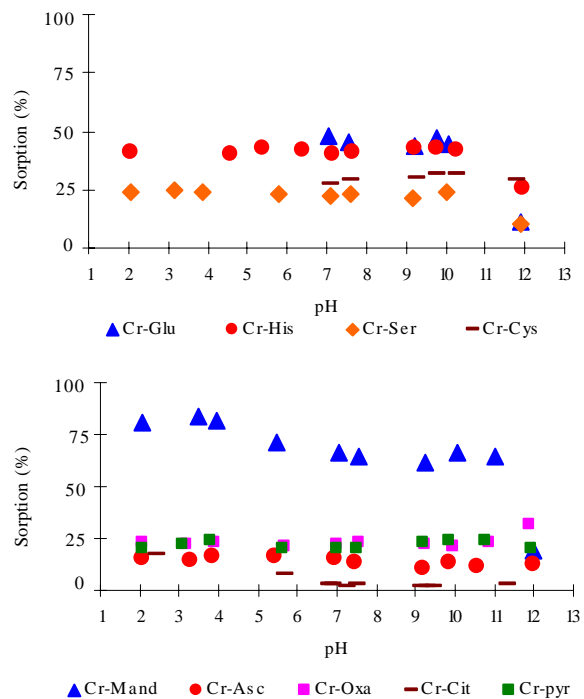 100
75
50
25
0
Sorption (%)
1 2 3 4 5 6 7 8 9 10 11 12 13
pH
Cr-Glu Cr-His Cr-Ser Cr-Cys
100
75
50
25
0
Sorption (%)
1 2 3 4 5 6 7 8 9 10 11 12 13
pH
Cr-Mand Cr-Asc Cr-Oxa Cr-Cit Cr-pyr